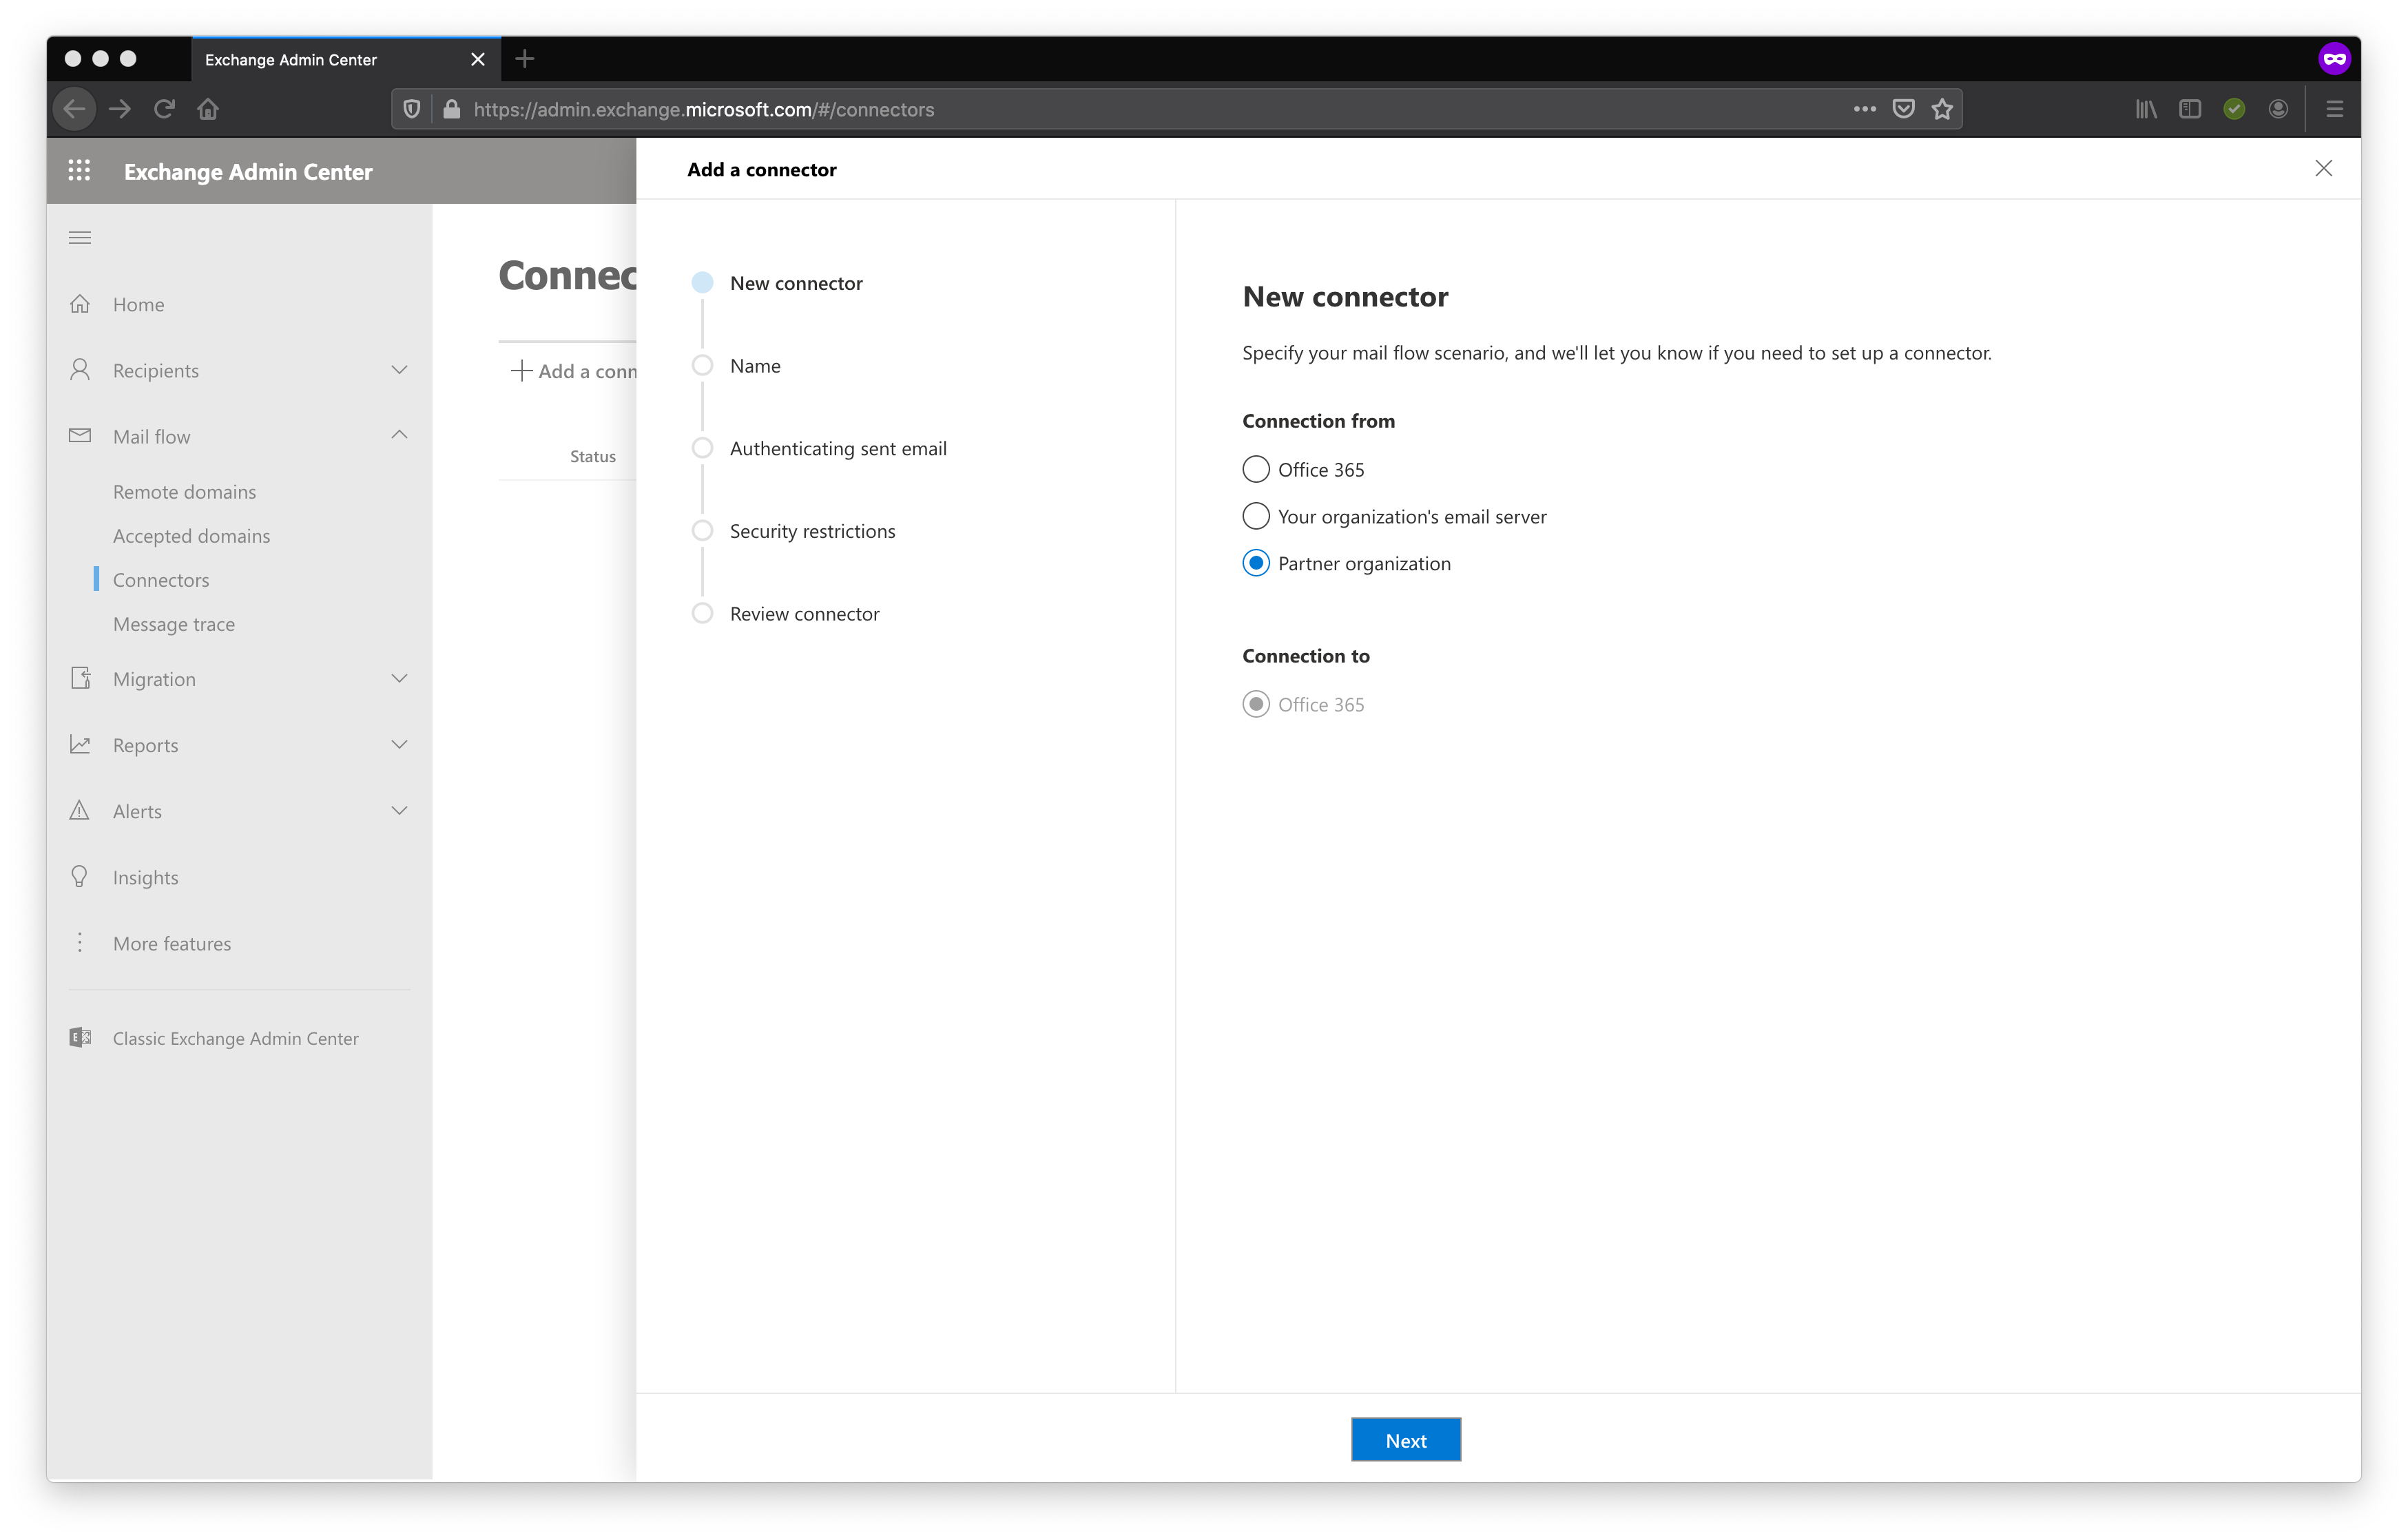 Exchange Admin Center
https://admin.exchange.microsoft.com/#/connectors
Exchange Admin Center
Home
Recipients
Mail flow
Remote domains
Accepted domains
Connectors
Message trace
Migration
Reports
Alerts
Insights
More features
Classic Exchange Admin Center
Connec
Add a conn
Status
Add a connector
New connector
Name
Authenticating sent email
Security restrictions
Review connector
New connector
Specify your mail flow scenario, and we'll let you know if you need to set up a connector.
Connection from
Office 365
Your organization's email server
Partner organization
Connection to
Office 365
Next